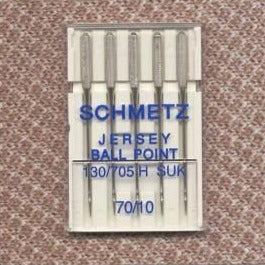 SCHMETZ
JERSEY
BALL POINT
130/705 H SUK
70/10